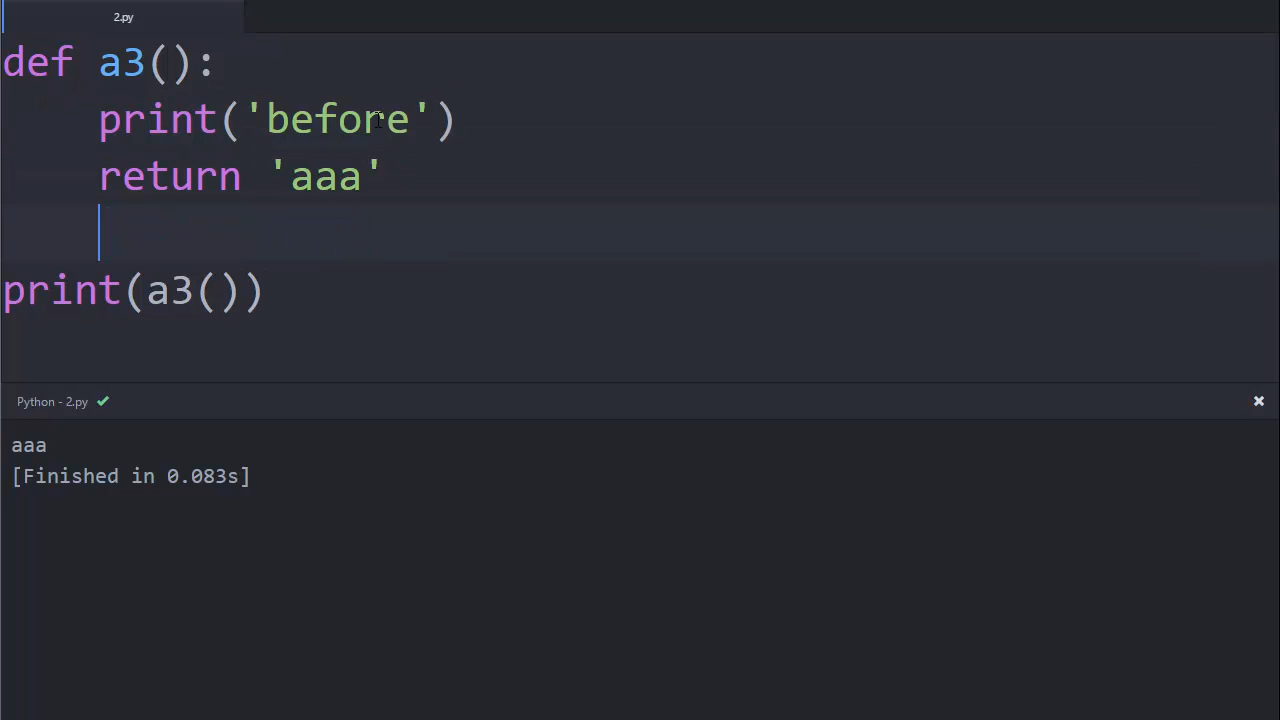 2.py
def a3():
    print('before')
    return 'aaa'
print(a3())
Python - 2.py
aaa
[Finished in 0.083s]